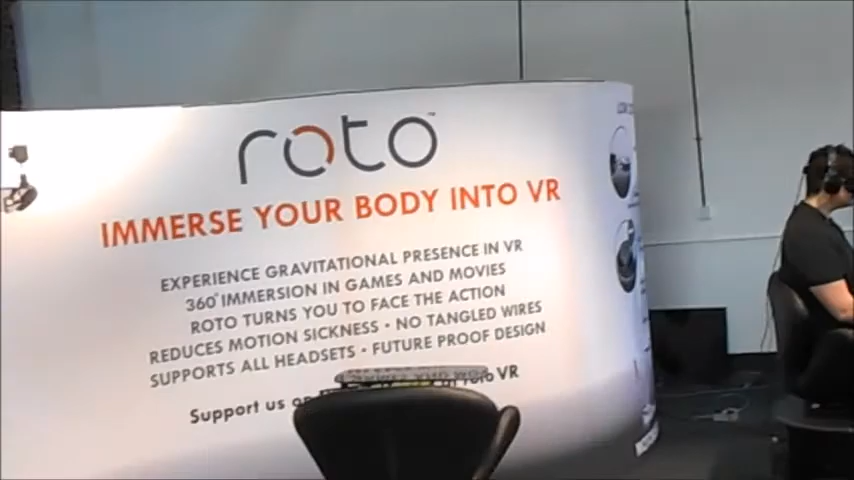 roto™
IMMERSE YOUR BODY INTO VR
EXPERIENCE GRAVITATIONAL PRESENCE IN VR
360° IMMERSION IN GAMES AND MOVIES
ROTO TURNS YOU TO FACE THE ACTION
REDUCES MOTION SICKNESS • NO TANGLED WIRES
SUPPORTS ALL HEADSETS • FUTURE PROOF DESIGN
Support us on roto VR